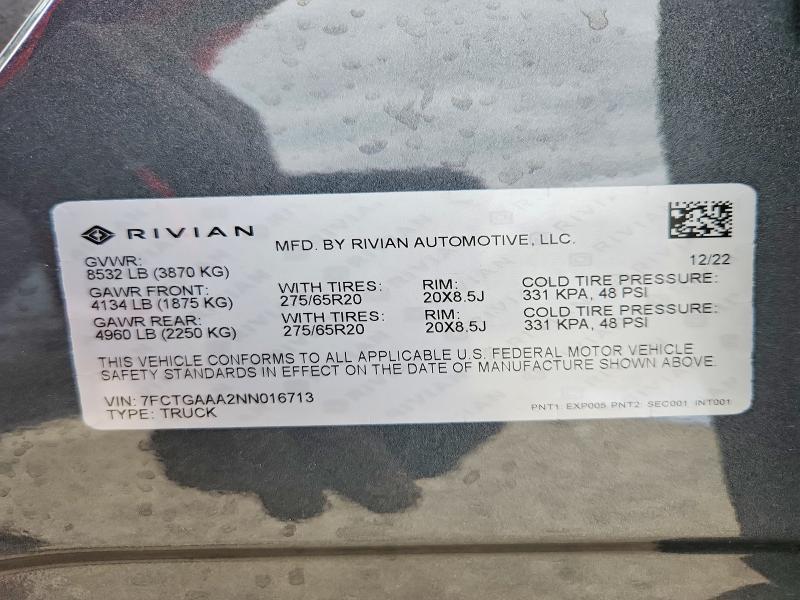 RIVIAN MFD. BY RIVIAN AUTOMOTIVE, LLC.
GVWR: 12/22
8532 LB (3870 KG)
GAWR FRONT: WITH TIRES: RIM: COLD TIRE PRESSURE:
4134 LB (1875 KG) 275/65R20 20X8.5J 331 KPA, 48 PSI
GAWR REAR: WITH TIRES: RIM: COLD TIRE PRESSURE:
4960 LB (2250 KG) 275/65R20 20X8.5J 331 KPA, 48 PSI
THIS VEHICLE CONFORMS TO ALL APPLICABLE U.S. FEDERAL MOTOR VEHICLE
SAFETY STANDARDS IN EFFECT ON THE DATE OF MANUFACTURE SHOWN ABOVE.
VIN: 7FCTGAAA2NN016713
TYPE: TRUCK PNT1: EXP005 PNT2: SEC001 INT001